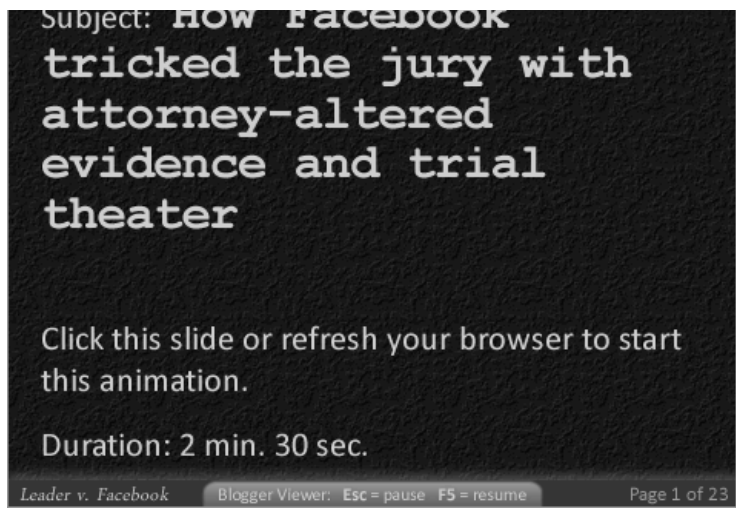 Subject: How Facebook
tricked the jury with
attorney-altered
evidence and trial
theater
Click this slide or refresh your browser to start
this animation.
Duration: 2 min. 30 sec.
Leader v. Facebook Blogger Viewer: Esc = pause F5 = resume Page 1 of 23